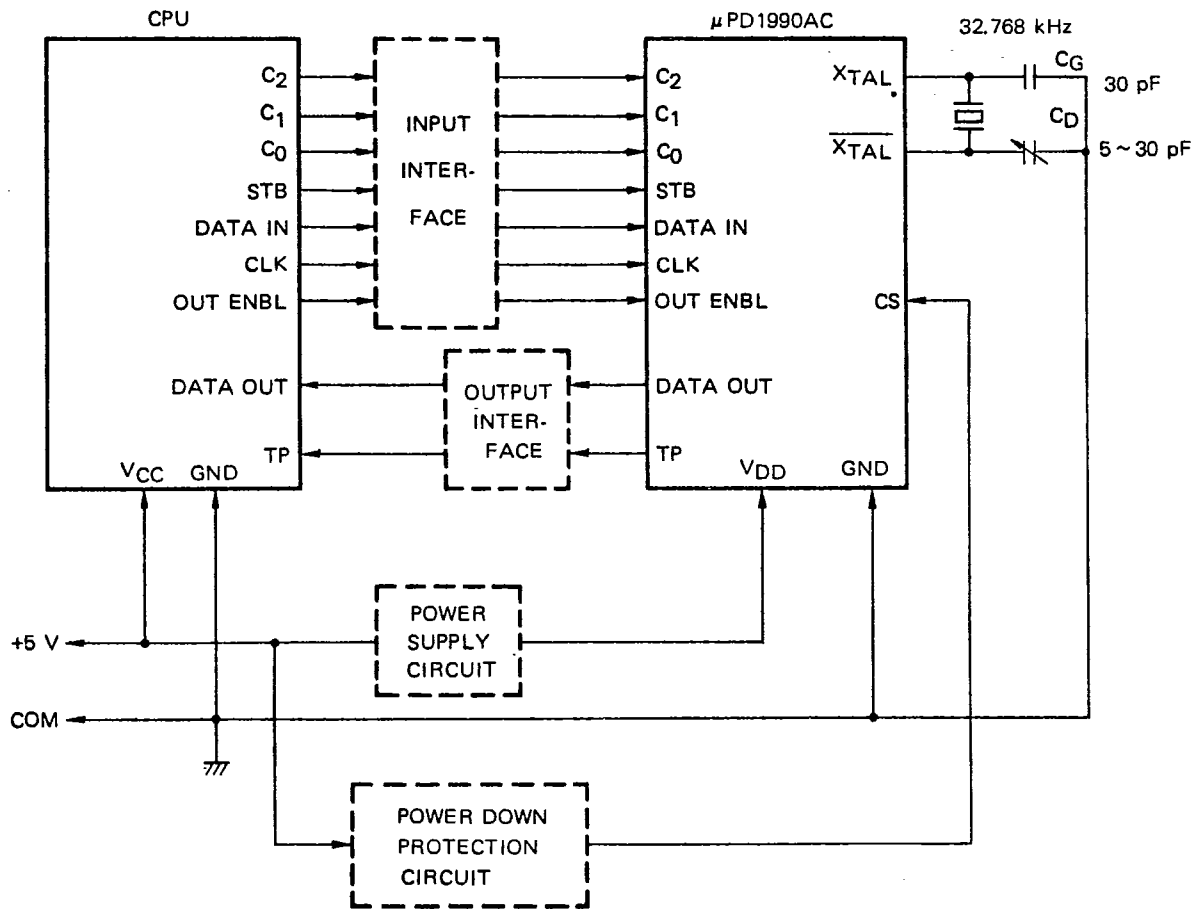 CPU
μPD1990AC
32.768 kHz
C2
C1
C0
STB
DATA IN
CLK
OUT ENBL
DATA OUT
TP
VCC
GND
INPUT
INTER-
FACE
OUTPUT
INTER-
FACE
C2
C1
C0
STB
DATA IN
CLK
OUT ENBL
DATA OUT
TP
VDD
GND
XTAL
XTAL
CS
CG
30 pF
CD
5 ~ 30 pF
+5 V
POWER
SUPPLY
CIRCUIT
COM
POWER DOWN
PROTECTION
CIRCUIT